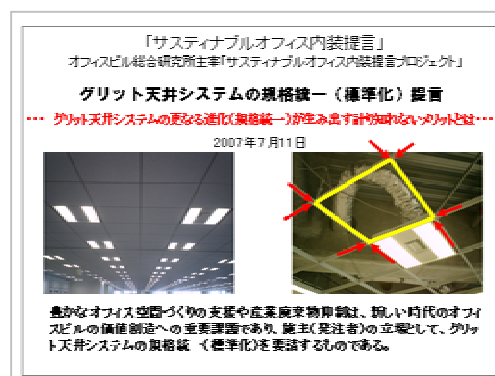 「サスティナブルオフィス内装提言」
オフィスビル総合研究所主宰「サスティナブルオフィス内装提言プロジェクト」
グリット天井システムの規格統一（標準化）提言
グリット天井システムの更なる進化（規格統一）が生み出す計り知れないメリットとは
2007年7月11日
豊かなオフィス空間づくりの支援や産業廃棄物抑制は、新しい時代のオフィ
スビルの価値創造への重要課題であり、施主（発注者）の立場として、グリッ
ト天井システムの規格統一（標準化）を要請するものである。